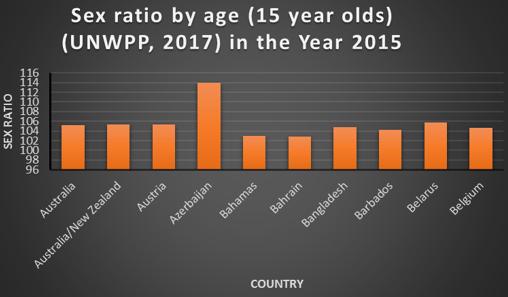 Sex ratio by age (15 year olds)
(UNWPP, 2017) in the Year 2015
SEX RATIO
116
114
112
110
108
106
104
102
100
98
96
Australia
Australia/New Zealand
Austria
Azerbaijan
Bahamas
Bahrain
Bangladesh
Barbados
Belarus
Belgium
COUNTRY